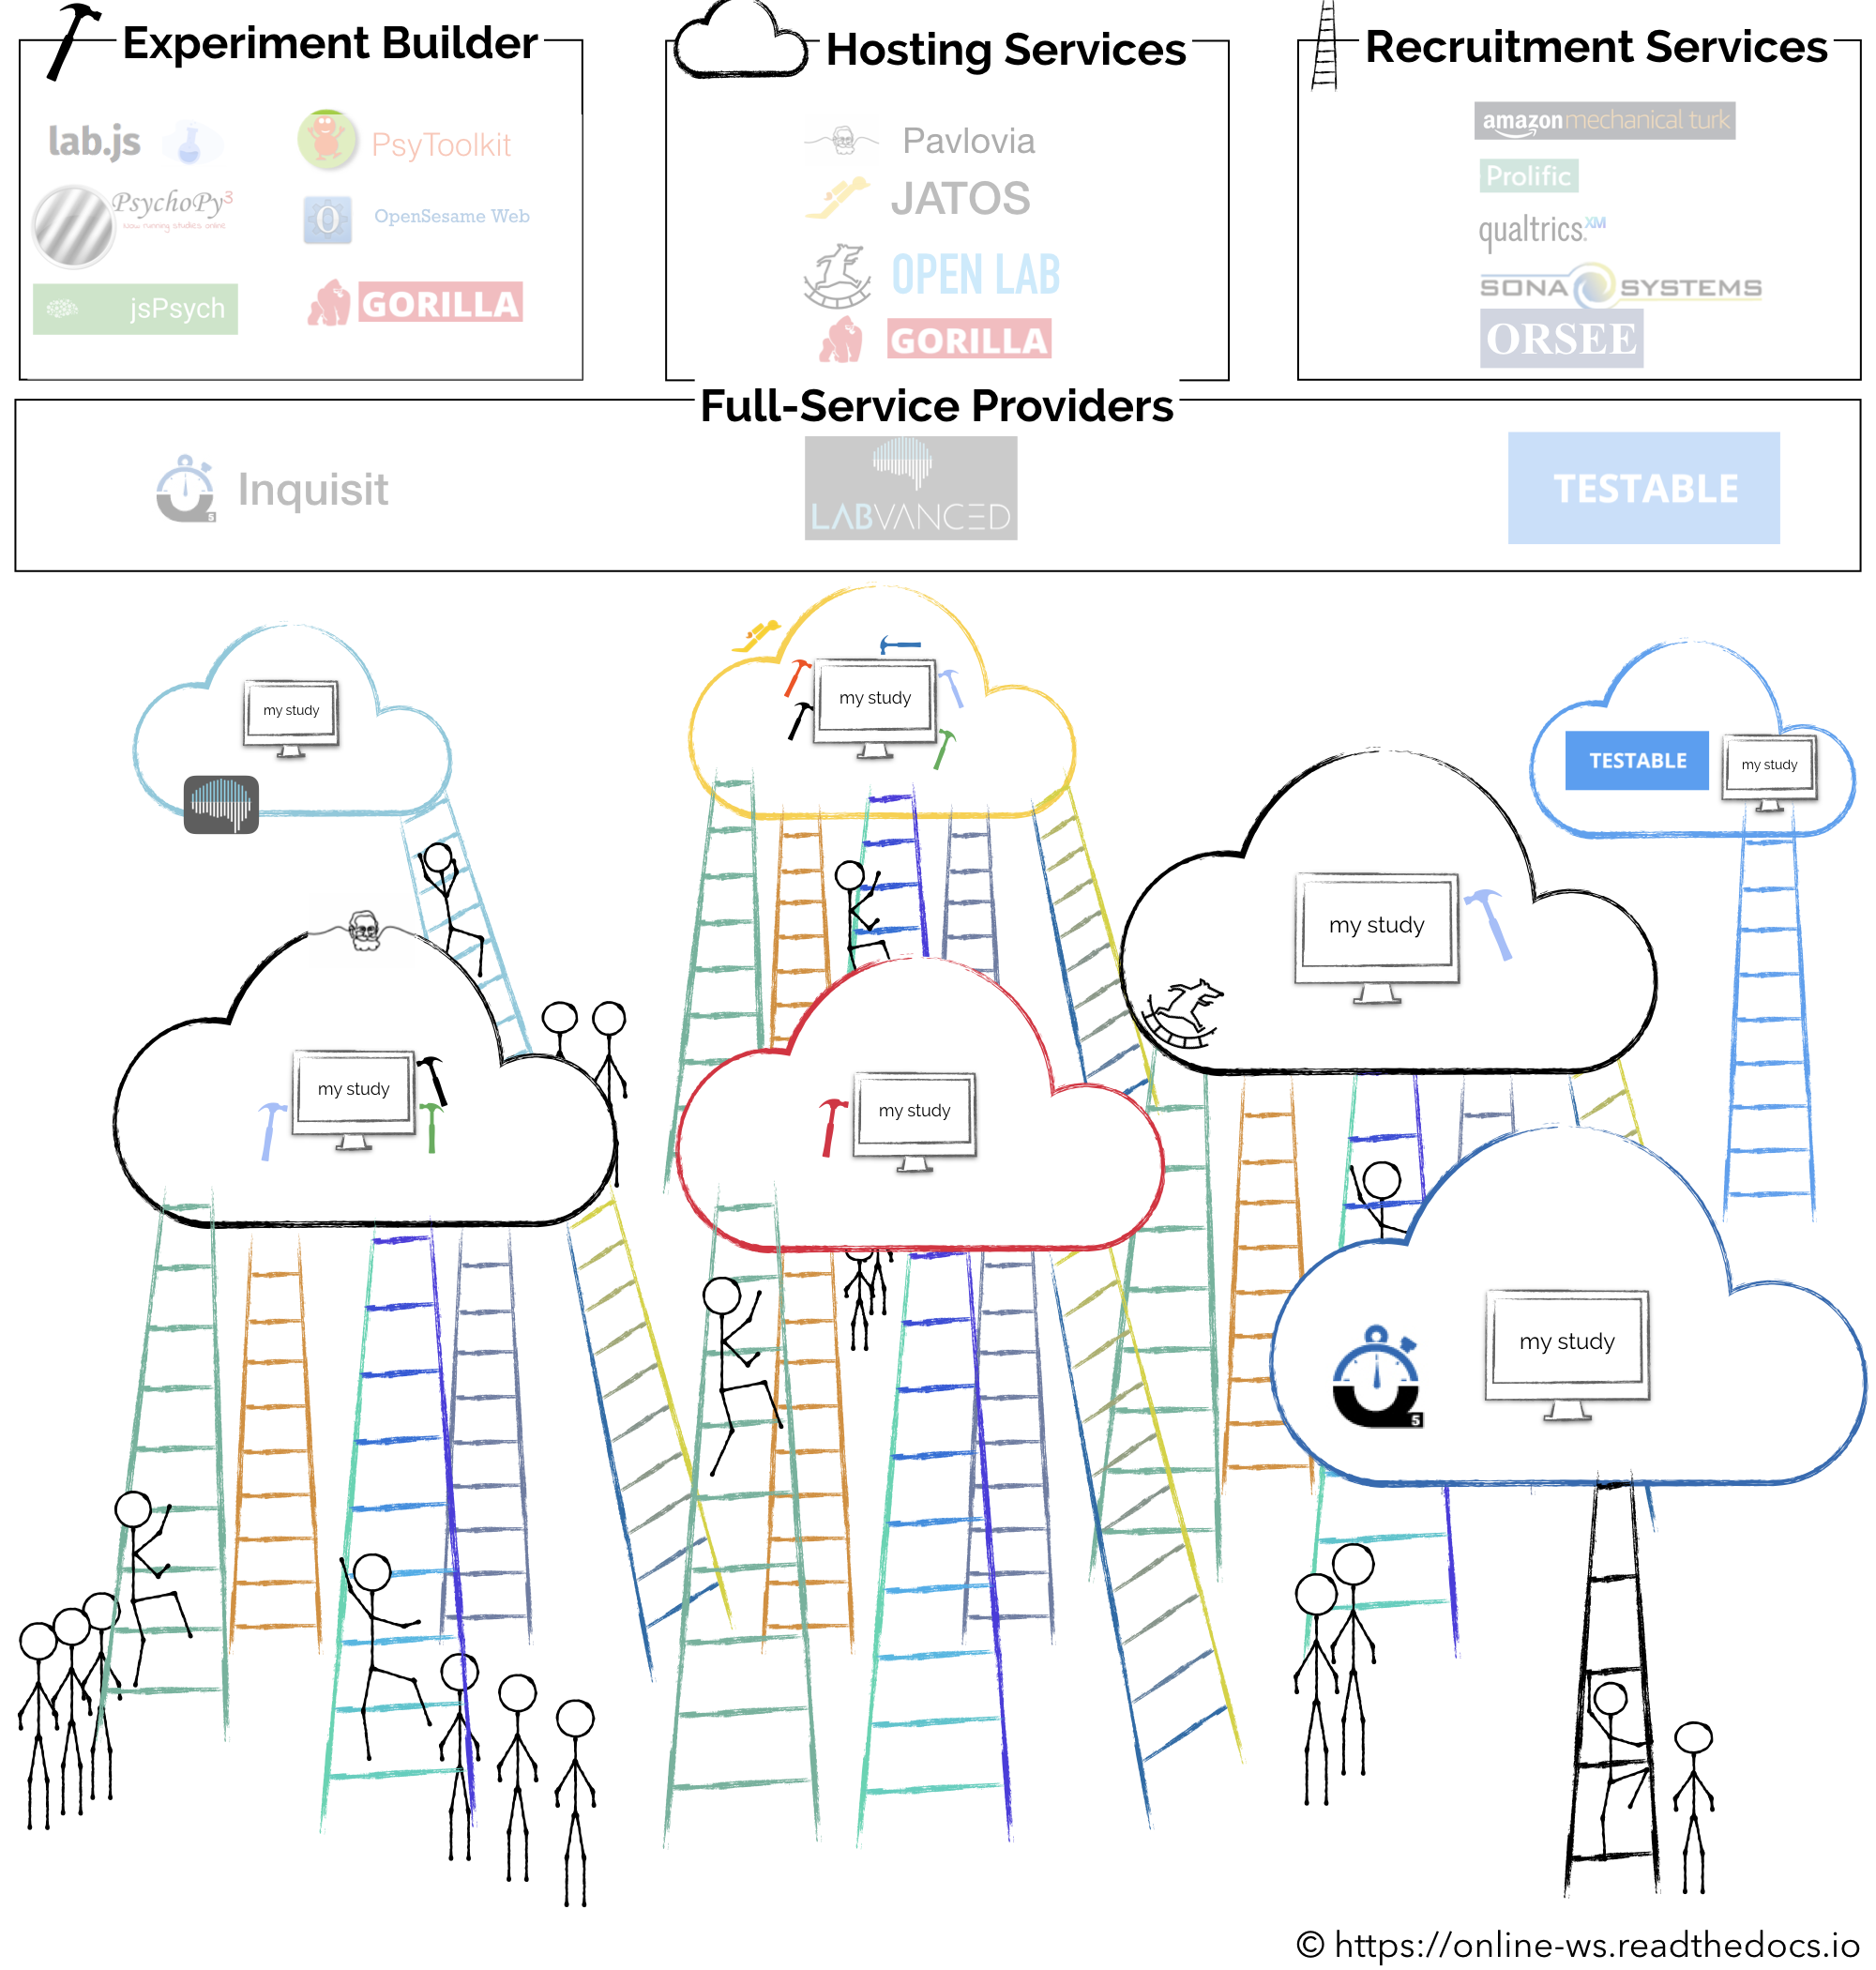 Experiment Builder
lab.js
PsyToolkit
PsychoPy3
now running studies online
OpenSesame Web
jsPsych
GORILLA
Hosting Services
Pavlovia
JATOS
OPEN LAB
GORILLA
Recruitment Services
amazon mechanical turk
Prolific
qualtrics.XM
SONA SYSTEMS
ORSEE
Full-Service Providers
5
Inquisit
LABVANCED
TESTABLE
my study
my study
TESTABLE
my study
my study
my study
my study
my study
5
© https://online-ws.readthedocs.io